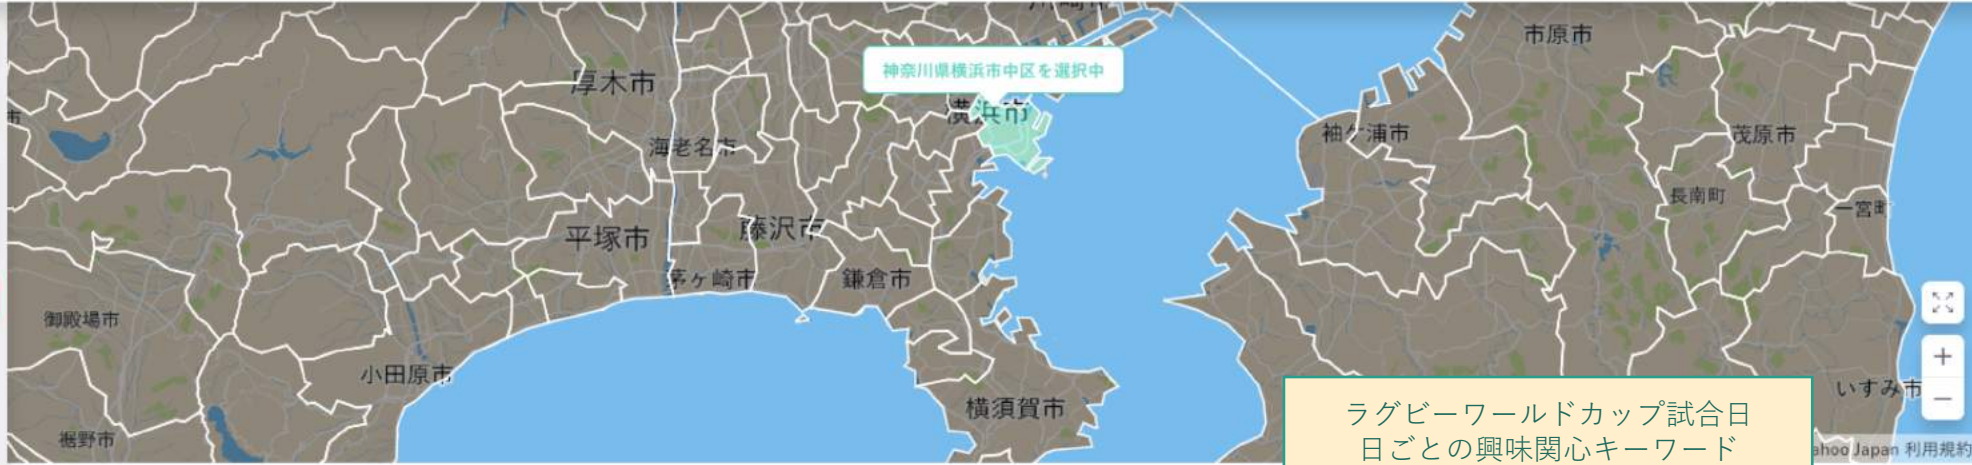 川崎市
市原市
神奈川県横浜市中区を選択中
厚木市
横浜市
市
海老名市
袖ケ浦市
茂原市
長南町
一宮町
藤沢市
平塚市
茅ヶ崎市
鎌倉市
御殿場市
小田原市
横須賀市
いすみ市
裾野市
ラグビーワールドカップ試合日
日ごとの興味関心キーワード
ahoo Japan 利用規約
+
−